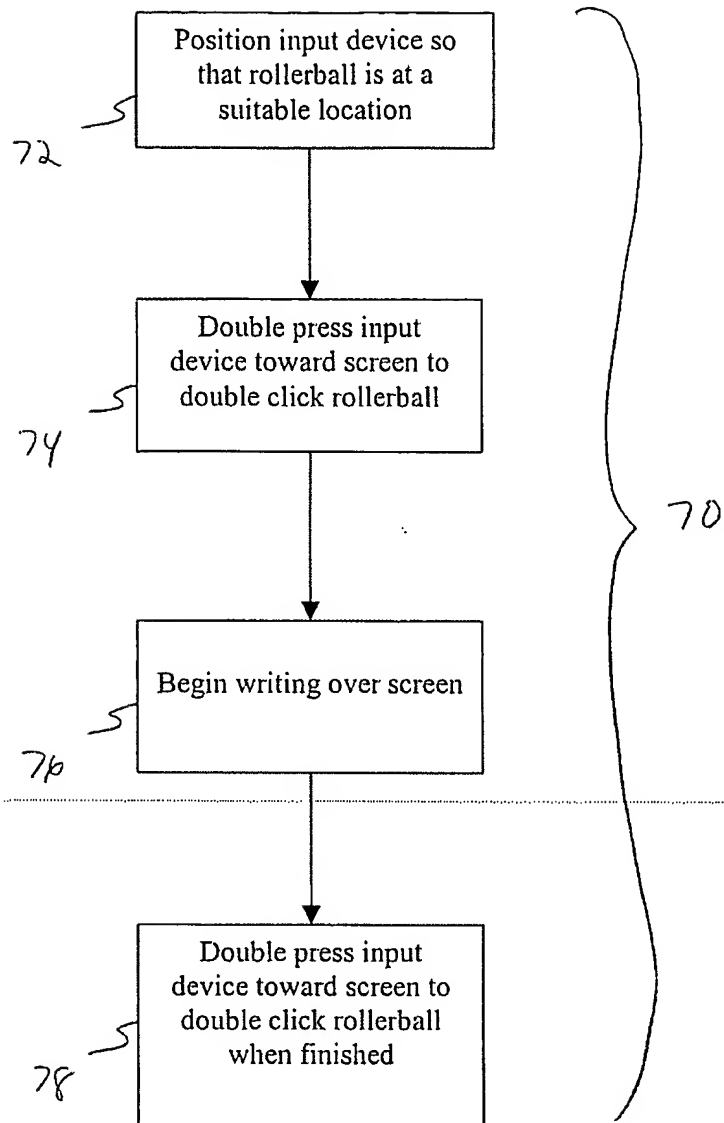 Position input device so
that rollerball is at a
suitable location
72
Double press input
device toward screen to
double click rollerball
74
70
Begin writing over screen
76
Double press input
device toward screen to
double click rollerball
when finished
78